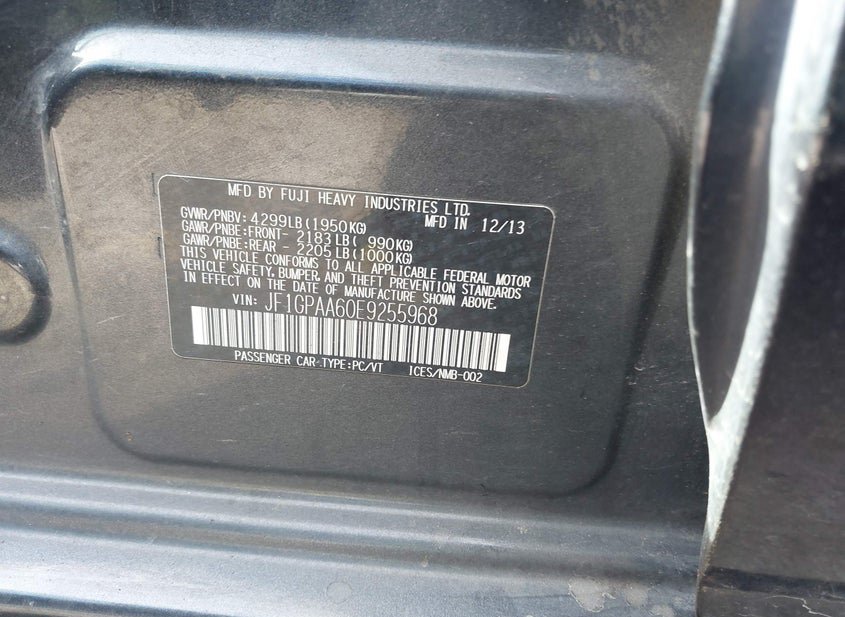 MFD BY FUJI HEAVY INDUSTRIES LTD.
GVWR/PNBV: 4299LB(1950KG) MFD IN 12/13
GAWR/PNBE:FRONT- 2183LB( 990KG)
GAWR/PNBE:REAR - 2205LB(1000KG)
THIS VEHICLE CONFORMS TO ALL APPLICABLE FEDERAL MOTOR
VEHICLE SAFETY, BUMPER, AND THEFT PREVENTION STANDARDS
IN EFFECT ON THE DATE OF MANUFACTURE SHOWN ABOVE.
VIN: JF1GPAA60E9255968
PASSENGER CAR TYPE:PC/VT ICES/NMB-002